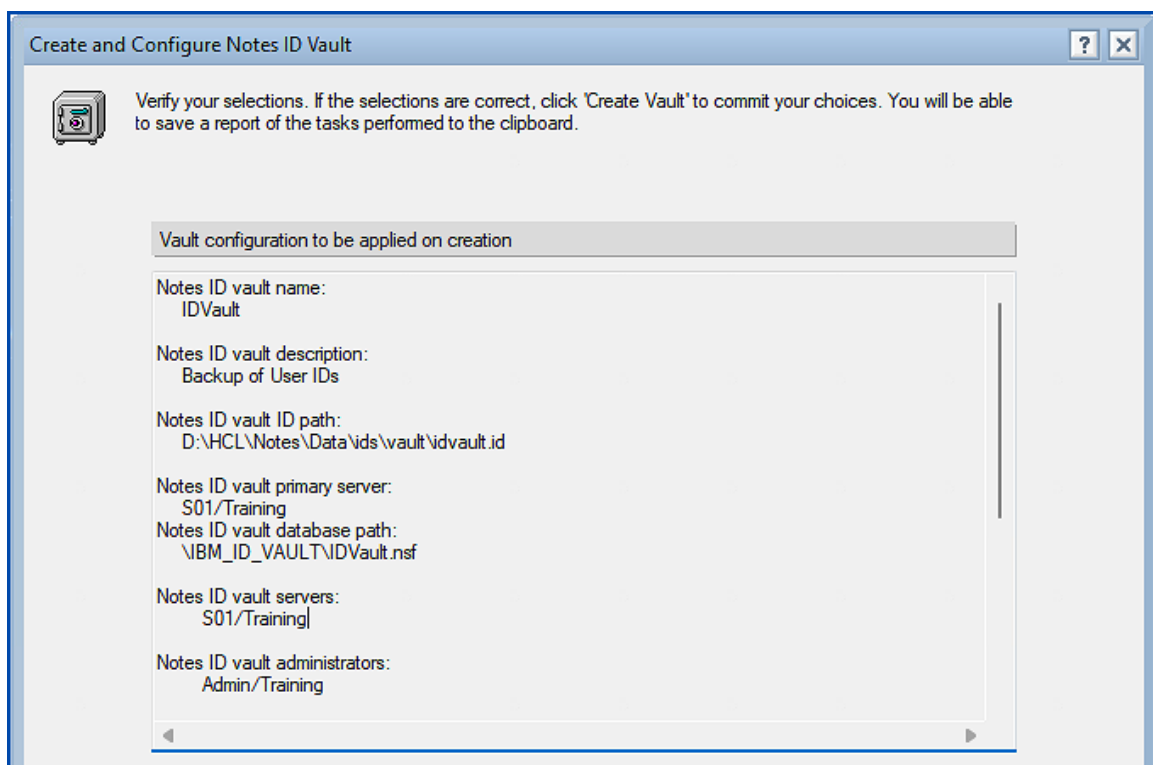 Create and Configure Notes ID Vault
?
Verify your selections. If the selections are correct, click 'Create Vault' to commit your choices. You will be able
to save a report of the tasks performed to the clipboard.
Vault configuration to be applied on creation
Notes ID vault name:
IDVault
Notes ID vault description:
Backup of User IDs
Notes ID vault ID path:
D:\HCL\Notes\Data\ids\vault\idvault.id
Notes ID vault primary server:
S01/Training
Notes ID vault database path:
\IBM_ID_VAULT\IDVault.nsf
Notes ID vault servers:
S01/Training
Notes ID vault administrators:
Admin/Training